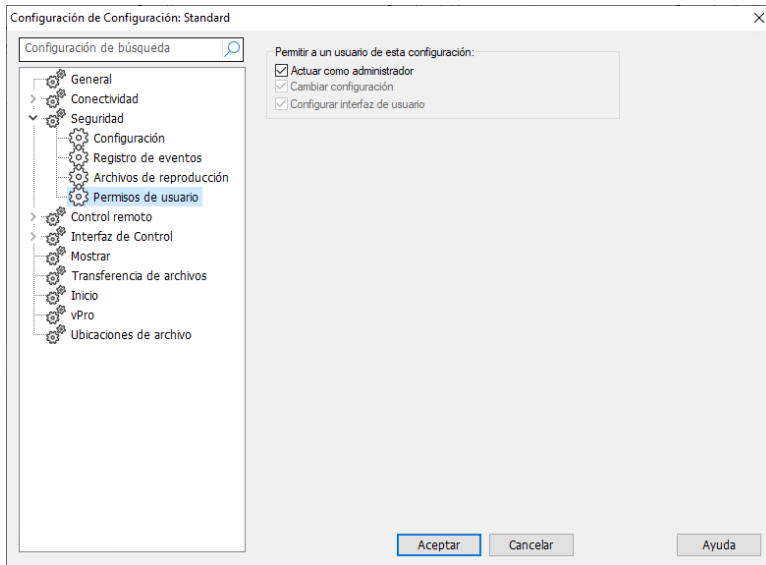 Configuración de Configuración: Standard
Configuración de búsqueda
General
Conectividad
Seguridad
Configuración
Registro de eventos
Archivos de reproducción
Permisos de usuario
Control remoto
Interfaz de Control
Mostrar
Transferencia de archivos
Inicio
vPro
Ubicaciones de archivo
Permitir a un usuario de esta configuración:
Actuar como administrador
Cambiar configuración
Configurar interfaz de usuario
Aceptar
Cancelar
Ayuda